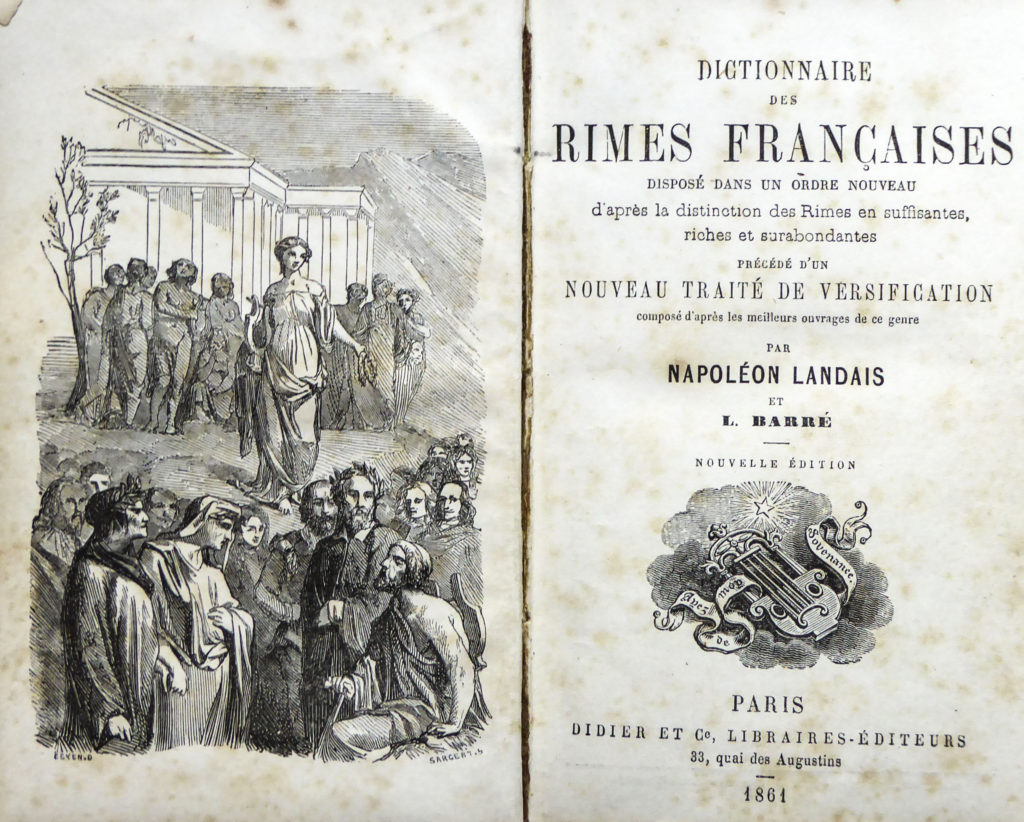 SARGENT.S
DICTIONNAIRE
DES
RIMES FRANÇAISES
DISPOSÉ DANS UN ORDRE NOUVEAU
d'après la distinction des Rimes en suffisantes,
riches et surabondantes
PRÉCÉDÉ D'UN
NOUVEAU TRAITÉ DE VERSIFICATION
composé d'après les meilleurs ouvrages de ce genre
PAR
NAPOLÉON LANDAIS
ET
L. BARRÉ
NOUVELLE ÉDITION
Ayez de moy Sovenance.
PARIS
DIDIER ET Ce, LIBRAIRES-ÉDITEURS
33, quai des Augustins
1861